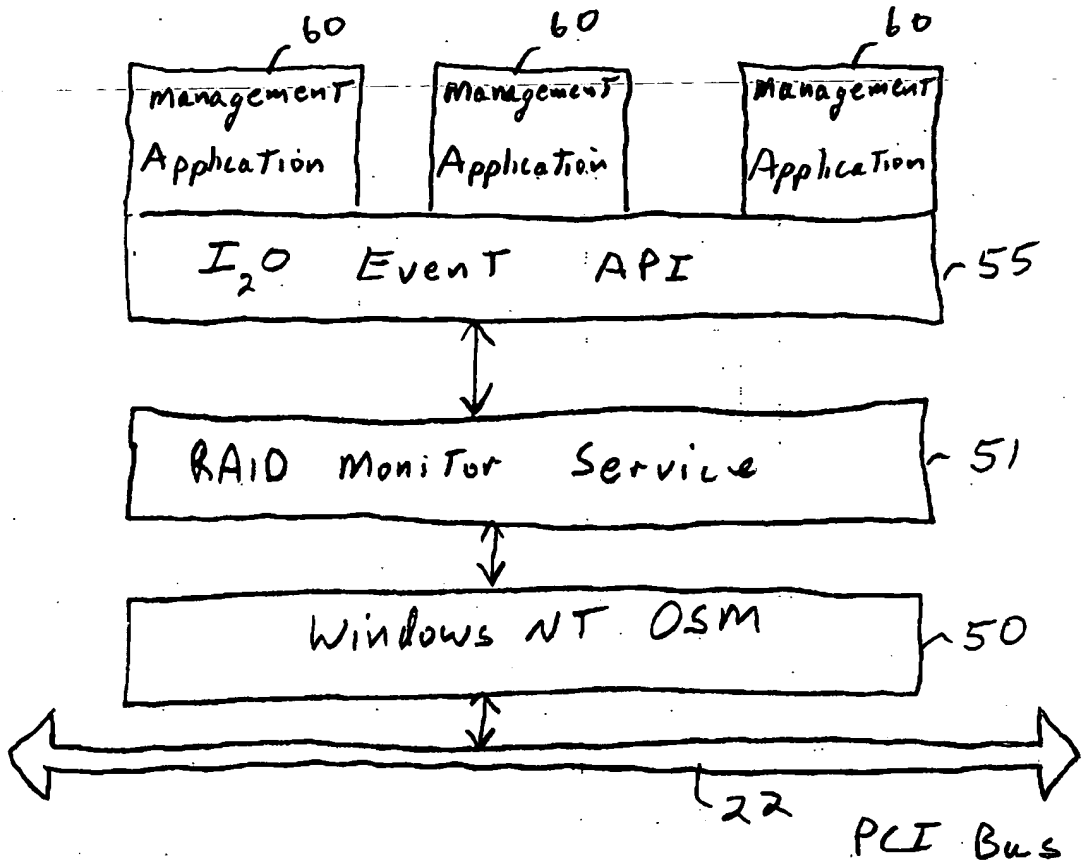 60 60 60
Management Management Management
Application Application Application
I₂O Event API 55
RAID Monitor Service 51
Windows NT OSM 50
22
PCI Bus